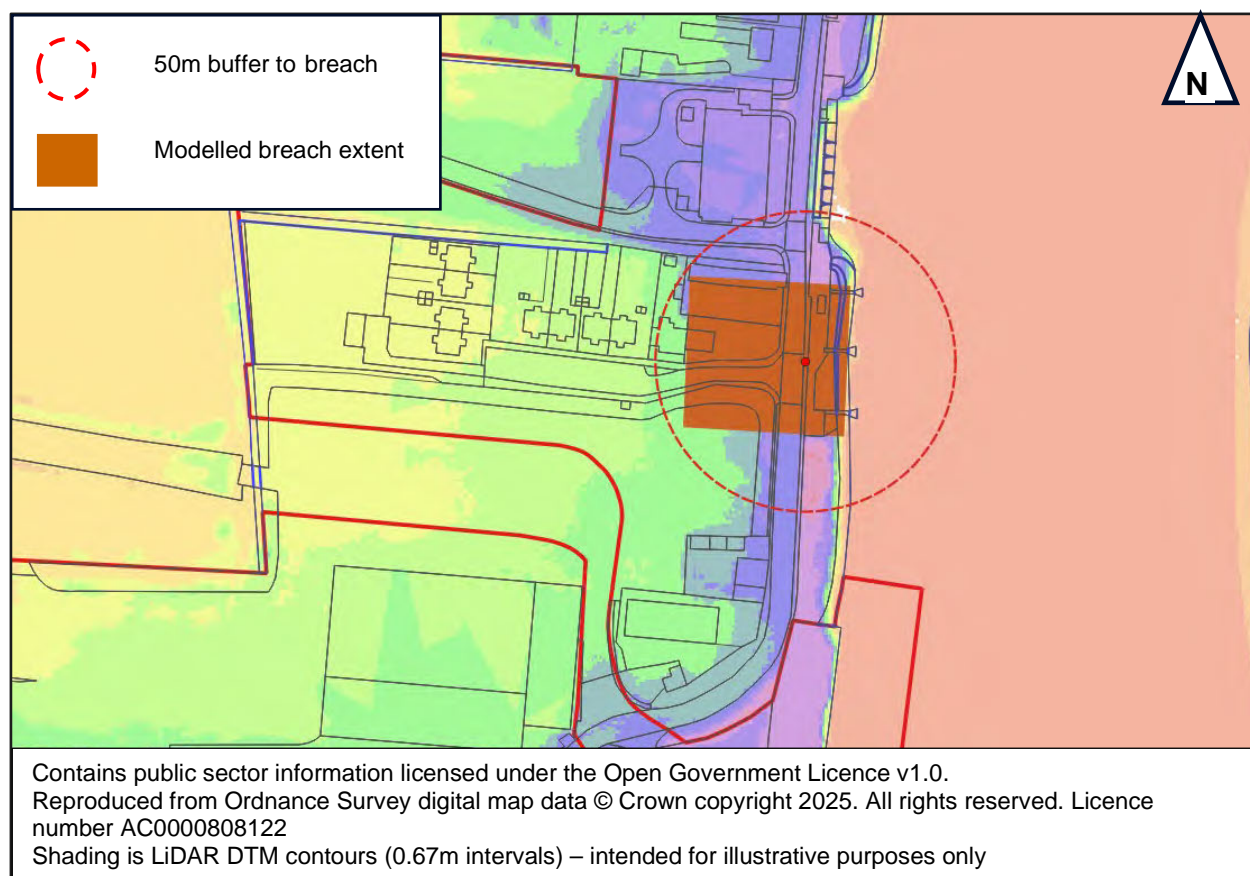 50m buffer to breach
Modelled breach extent
N
Contains public sector information licensed under the Open Government Licence v1.0.
Reproduced from Ordnance Survey digital map data © Crown copyright 2025. All rights reserved. Licence
number AC0000808122
Shading is LiDAR DTM contours (0.67m intervals) – intended for illustrative purposes only